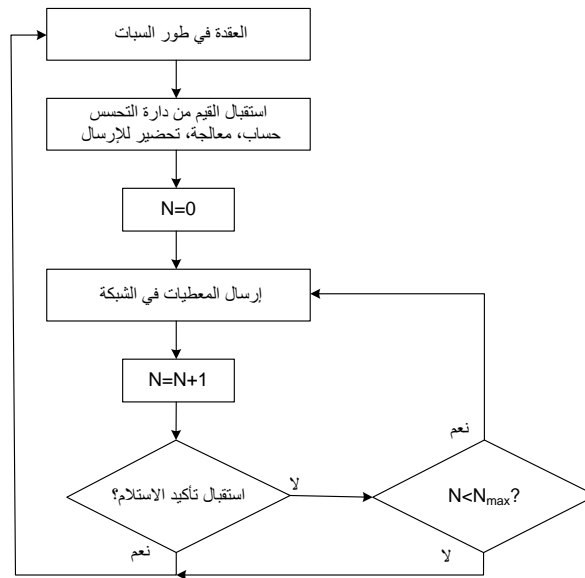 العقدة في طور السبات
استقبال القيم من دارة التحسس
حساب، معالجة، تحضير للإرسال
N=0
إرسال المعطيات في الشبكة
N=N+1
نعم
استقبال تأكيد الاستلام؟
لا
N<Nmax?
نعم
لا